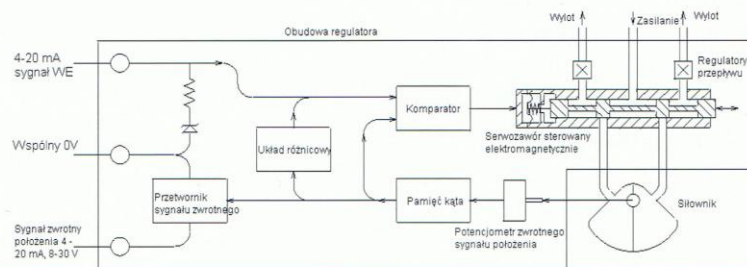 Wylot
Zasilanie
Wylot
Obudowa regulatora
4-20 mA
sygnał WE
Regulatory
przepływu
Komparator
Serwozawór sterowany
elektromagnetycznie
Wspólny 0V
Układ różnicowy
Przetwornik
sygnału zwrotnego
Pamięć kąta
Siłownik
Potencjometr zwrotnego
sygnału położenia
Sygnał zwrotny
położenia 4 -
20 mA, 8-30 V